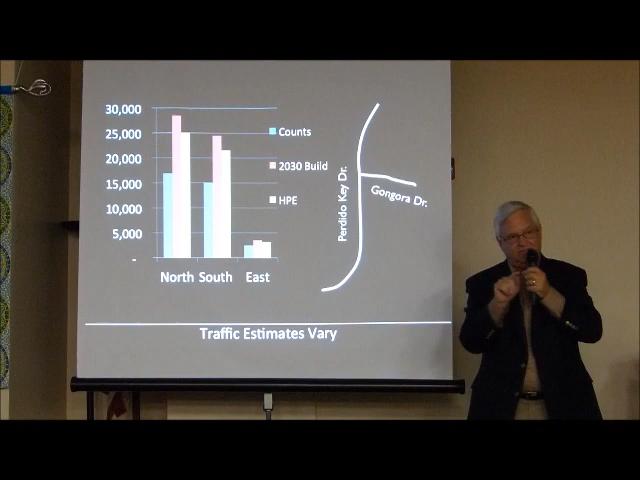 30,000
25,000
20,000
15,000
10,000
5,000
-
North South East
Counts
2030 Build
HPE
Perdido Key Dr.
Gongora Dr.
Traffic Estimates Vary